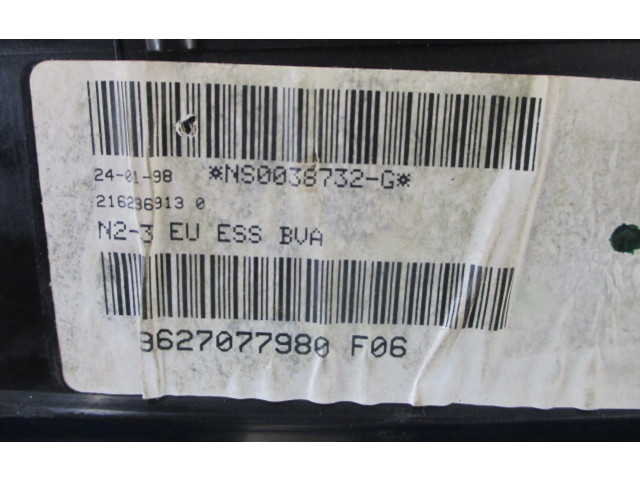 24-01-98 *NS0038732-G*
216236913 0
N2-3 EU ESS BVA
9627077980 F06